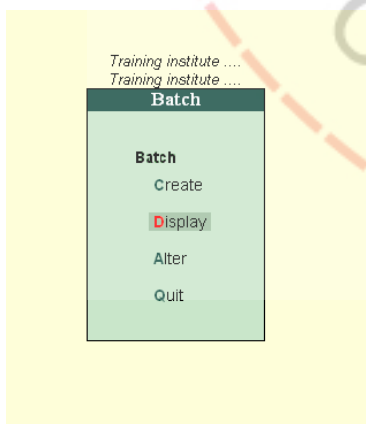 Training institute ....
Training institute ....
Batch
Batch
Create
Display
Alter
Quit